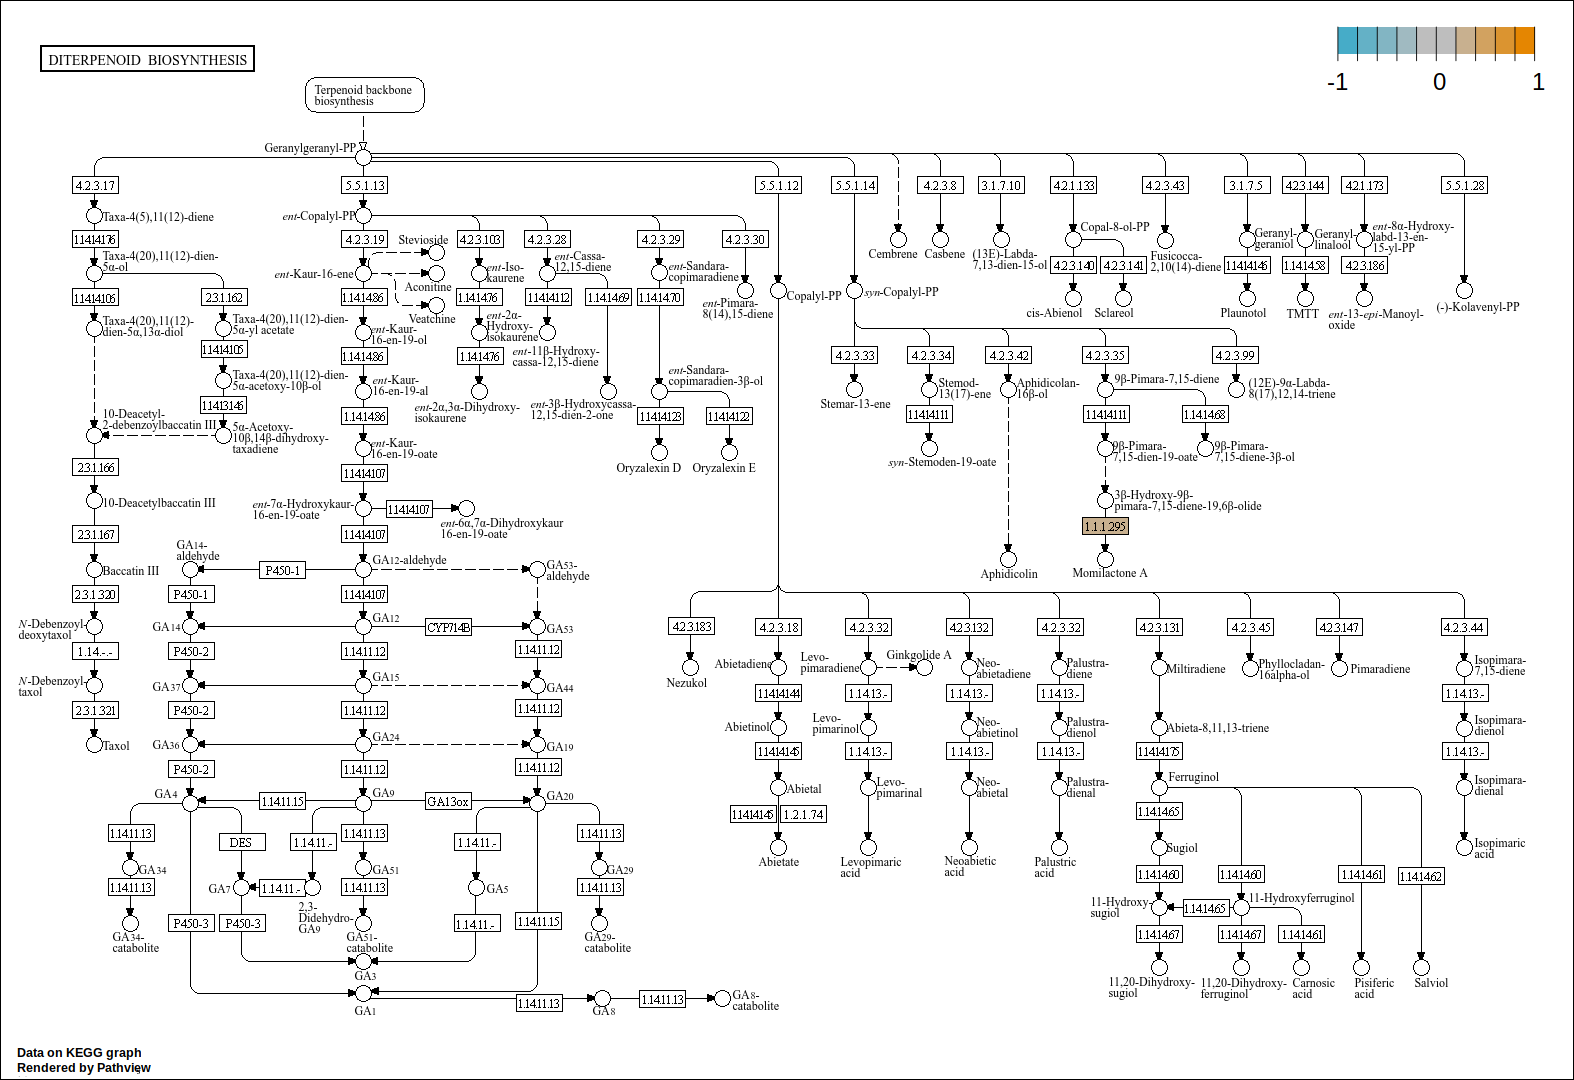 DITERPENOID BIOSYNTHESIS
-1 0 1
Terpenoid backbone
biosynthesis
Geranylgeranyl-PP
4.2.3.17
5.5.1.13
5.5.1.12
5.5.1.14
4.2.3.8
3.1.7.10
4.2.1.133
4.2.3.43
3.1.7.5
4.2.3.144
4.2.1.173
5.5.1.28
Taxa-4(5),11(12)-diene
ent-Copalyl-PP
1.14.14.176
4.2.3.19
Stevioside
4.2.3.103
4.2.3.28
4.2.3.29
4.2.3.30
Cembrene
Casbene
(13E)-Labda-
7,13-dien-15-ol
Copal-8-ol-PP
Fusicocca-
2,10(14)-diene
Geranyl-
geraniol
Geranyl-
linalool
ent-8α-Hydroxy-
labd-13-en-
15-yl-PP
Taxa-4(20),11(12)-dien-
5α-ol
ent-Kaur-16-ene
Aconitine
Veatchine
ent-Iso-
kaurene
ent-Cassa-
12,15-diene
ent-Sandara-
copimaradiene
4.2.3.140
4.2.3.141
1.14.14.146
1.14.14.58
4.2.3.186
1.14.14.106
2.3.1.162
1.14.14.86
1.14.14.76
1.14.14.112
1.14.14.69
1.14.14.70
ent-Pimara-
8(14),15-diene
Copalyl-PP
syn-Copalyl-PP
cis-Abienol
Sclareol
Plaunotol
TMTT
ent-13-epi-Manoyl-
oxide
(-)-Kolavenyl-PP
Taxa-4(20),11(12)-
dien-5α,13α-diol
Taxa-4(20),11(12)-dien-
5α-yl acetate
ent-Kaur-
16-en-19-ol
ent-2α-
Hydroxy-
isokaurene
ent-11β-Hydroxy-
cassa-12,15-diene
1.14.14.105
1.14.14.86
1.14.14.76
4.2.3.33
4.2.3.34
4.2.3.42
4.2.3.35
4.2.3.99
Taxa-4(20),11(12)-dien-
5α-acetoxy-10β-ol
ent-Kaur-
16-en-19-al
ent-2α,3α-Dihydroxy-
isokaurene
ent-3β-Hydroxycassa-
12,15-dien-2-one
ent-Sandara-
copimaradien-3β-ol
Stemar-13-ene
Stemod-
13(17)-ene
Aphidicolan-
16β-ol
9β-Pimara-7,15-diene
(12E)-9α-Labda-
8(17),12,14-triene
1.14.13.146
1.14.14.86
1.14.14.123
1.14.14.122
1.14.14.111
1.14.14.111
1.14.14.68
10-Deacetyl-
2-debenzoylbaccatin III
5α-Acetoxy-
10β,14β-dihydroxy-
taxadiene
ent-Kaur-
16-en-19-oate
Oryzalexin D
Oryzalexin E
syn-Stemoden-19-oate
9β-Pimara-
7,15-dien-19-oate
9β-Pimara-
7,15-diene-3β-ol
2.3.1.166
1.14.14.107
10-Deacetylbaccatin III
ent-7α-Hydroxykaur-
16-en-19-oate
1.14.14.107
ent-6α,7α-Dihydroxykaur
16-en-19-oate
3β-Hydroxy-9β-
pimara-7,15-diene-19,6β-olide
2.3.1.167
1.14.14.107
1.1.1.295
Baccatin III
GA14-
aldehyde
P450-1
GA12-aldehyde
GA53-
aldehyde
Aphidicolin
Momilactone A
2.3.1.320
P450-1
1.14.14.107
N-Debenzoyl-
deoxytaxol
GA14
GA12
CYP714B
GA53
4.2.3.183
4.2.3.18
4.2.3.32
4.2.3.132
4.2.3.32
4.2.3.131
4.2.3.45
4.2.3.147
4.2.3.44
1.14.-.-
P450-2
1.14.11.12
1.14.11.12
Nezukol
Abietadiene
Levo-
pimaradiene
Ginkgolide A
Neo-
abietadiene
Palustra-
diene
Miltiradiene
Phyllocladan-
16alpha-ol
Pimaradiene
Isopimara-
7,15-diene
N-Debenzoyl-
taxol
GA37
GA15
GA44
1.14.14.144
1.14.13.-
1.14.13.-
1.14.13.-
1.14.13.-
2.3.1.321
P450-2
1.14.11.12
1.14.11.12
Abietinol
Levo-
pimarinol
Neo-
abietinol
Palustra-
dienol
Abieta-8,11,13-triene
Isopimara-
dienol
Taxol
GA36
GA24
GA19
1.14.14.145
1.14.13.-
1.14.13.-
1.14.13.-
1.14.14.175
1.14.13.-
P450-2
1.14.11.12
1.14.11.12
Abietal
Levo-
pimarinal
Neo-
abietal
Palustra-
dienal
Ferruginol
Isopimara-
dienal
GA4
1.14.11.15
GA9
GA13ox
GA20
1.14.14.145
1.2.1.74
1.14.14.65
1.14.11.13
DES
1.14.11.-
1.14.11.13
1.14.11.-
1.14.11.13
Abietate
Levopimaric
acid
Neoabietic
acid
Palustric
acid
Sugiol
Isopimaric
acid
GA34
GA7
1.14.11.-
GA51
GA5
GA29
1.14.11.13
1.14.11.13
1.14.11.13
1.14.14.60
1.14.14.60
1.14.14.61
1.14.14.62
2,3-
Didehydro-
GA9
11-Hydroxy-
sugiol
1.14.14.65
11-Hydroxyferruginol
P450-3
P450-3
1.14.11.-
1.14.11.15
GA34-
catabolite
GA51-
catabolite
GA29-
catabolite
1.14.14.67
1.14.14.67
1.14.14.61
GA3
11,20-Dihydroxy-
sugiol
11,20-Dihydroxy-
ferruginol
Carnosic
acid
Pisiferic
acid
Salviol
GA1
1.14.11.13
GA8
1.14.11.13
GA8-
catabolite
Data on KEGG graph
Rendered by Pathview